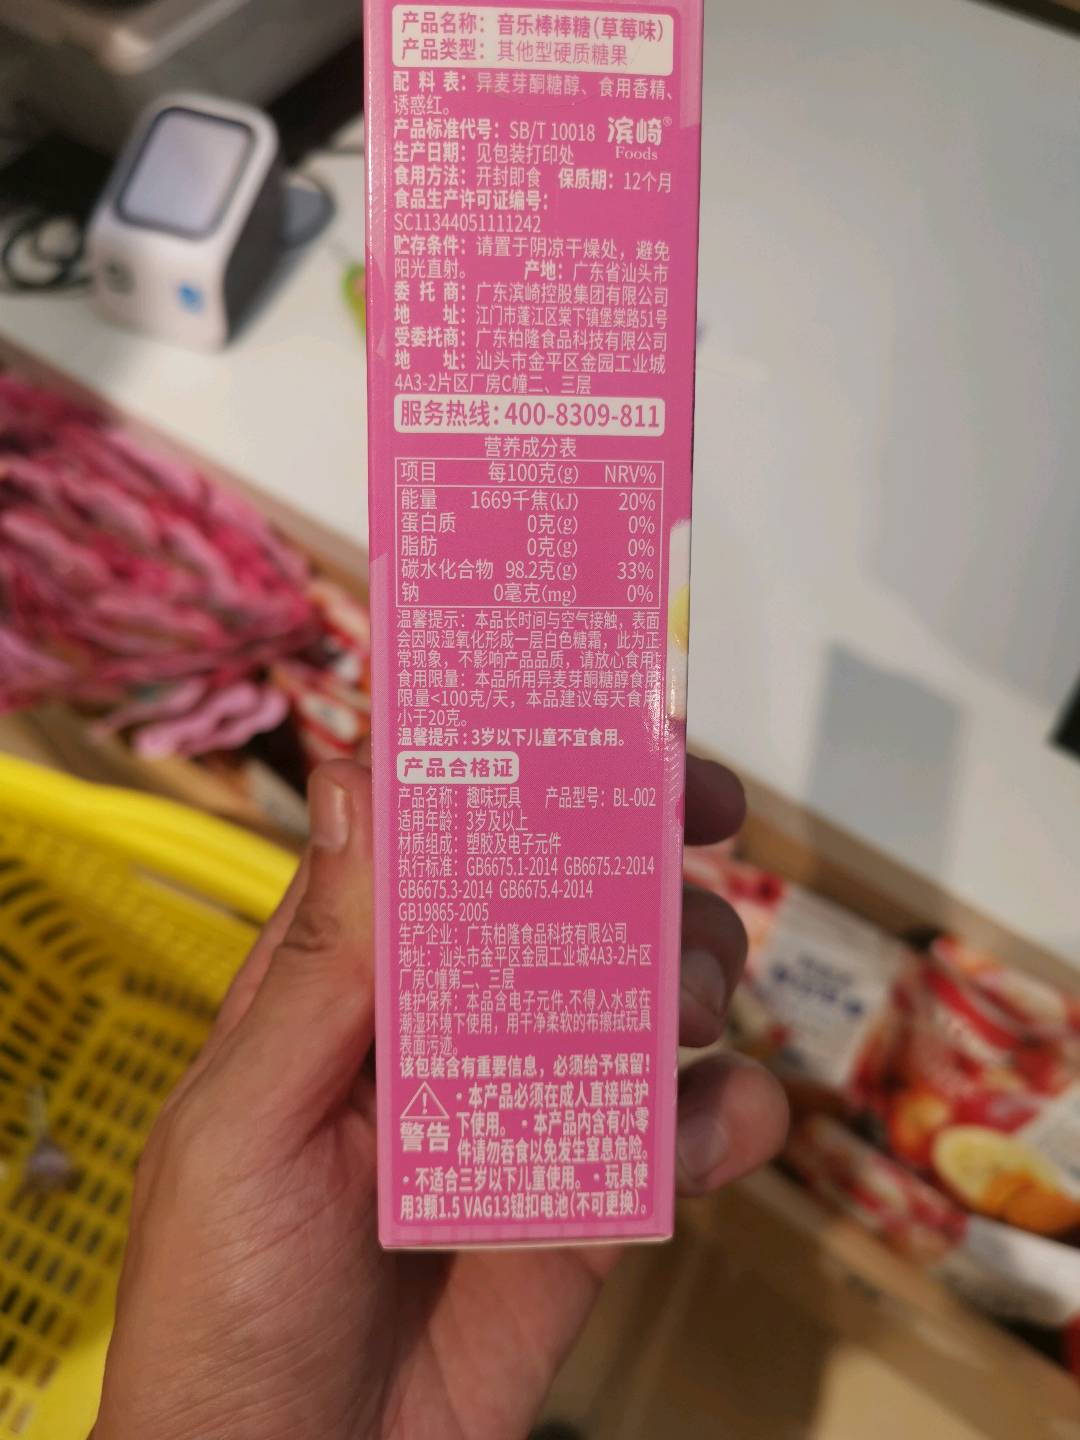 产品名称：音乐棒棒糖(草莓味)
产品类型：其他型硬质糖果
配料表：异麦芽酮糖醇、食用香精、
诱惑红。
产品标准代号：SB/T 10018 滨崎®
Foods
生产日期：见包装打印处
食用方法：开封即食 保质期：12个月
食品生产许可证编号：
SC11344051111242
贮存条件：请置于阴凉干燥处，避免
阳光直射。 产地：广东省汕头市
委托商：广东滨崎控股集团有限公司
地址：江门市蓬江区棠下镇堡棠路51号
受委托商：广东柏隆食品科技有限公司
地址：汕头市金平区金园工业城
4A3-2片区厂房C幢二、三层
服务热线：400-8309-811
营养成分表
项目 每100克(g) NRV%
能量 1669千焦(kJ) 20%
蛋白质 0克(g) 0%
脂肪 0克(g) 0%
碳水化合物 98.2克(g) 33%
钠 0毫克(mg) 0%
温馨提示：本品长时间与空气接触，表面
会因吸湿氧化形成一层白色糖霜，此为正
常现象，不影响产品品质，请放心食用！
食用限量：本品所用异麦芽酮糖醇食用
限量<100克/天，本品建议每天食用
小于20克。
温馨提示：3岁以下儿童不宜食用。
产品合格证
产品名称：趣味玩具 产品型号：BL-002
适用年龄：3岁及以上
材质组成：塑胶及电子元件
执行标准：GB6675.1-2014 GB6675.2-2014
GB6675.3-2014 GB6675.4-2014
GB19865-2005
生产企业：广东柏隆食品科技有限公司
地址：汕头市金平区金园工业城4A3-2片区
厂房C幢第二、三层
维护保养：本品含电子元件,不得入水或在
潮湿环境下使用，用干净柔软的布擦拭玩具
表面污迹。
该包装含有重要信息，必须给予保留！
·本产品必须在成人直接监护
下使用。·本产品内含有小零
警告 件请勿吞食以免发生窒息危险。
·不适合三岁以下儿童使用。·玩具使
用3颗1.5VAG13钮扣电池(不可更换)。